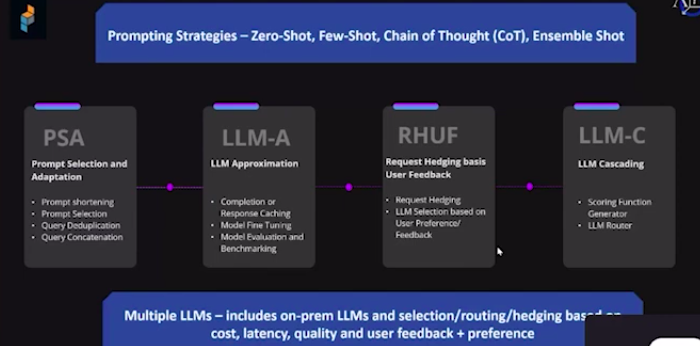 Prompting Strategies – Zero-Shot, Few-Shot, Chain of Thought (CoT), Ensemble Shot
PSA
Prompt Selection and
Adaptation
• Prompt shortening
• Prompt Selection
• Query Deduplication
• Query Concatenation
LLM-A
LLM Approximation
• Completion or
Response Caching
• Model Fine Tuning
• Model Evaluation and
Benchmarking
RHUF
Request Hedging basis
User Feedback
• Request Hedging
• LLM Selection based on
User Preference/
Feedback
LLM-C
LLM Cascading
• Scoring Function
Generator
• LLM Router
Multiple LLMs – includes on-prem LLMs and selection/routing/hedging based on
cost, latency, quality and user feedback + preference